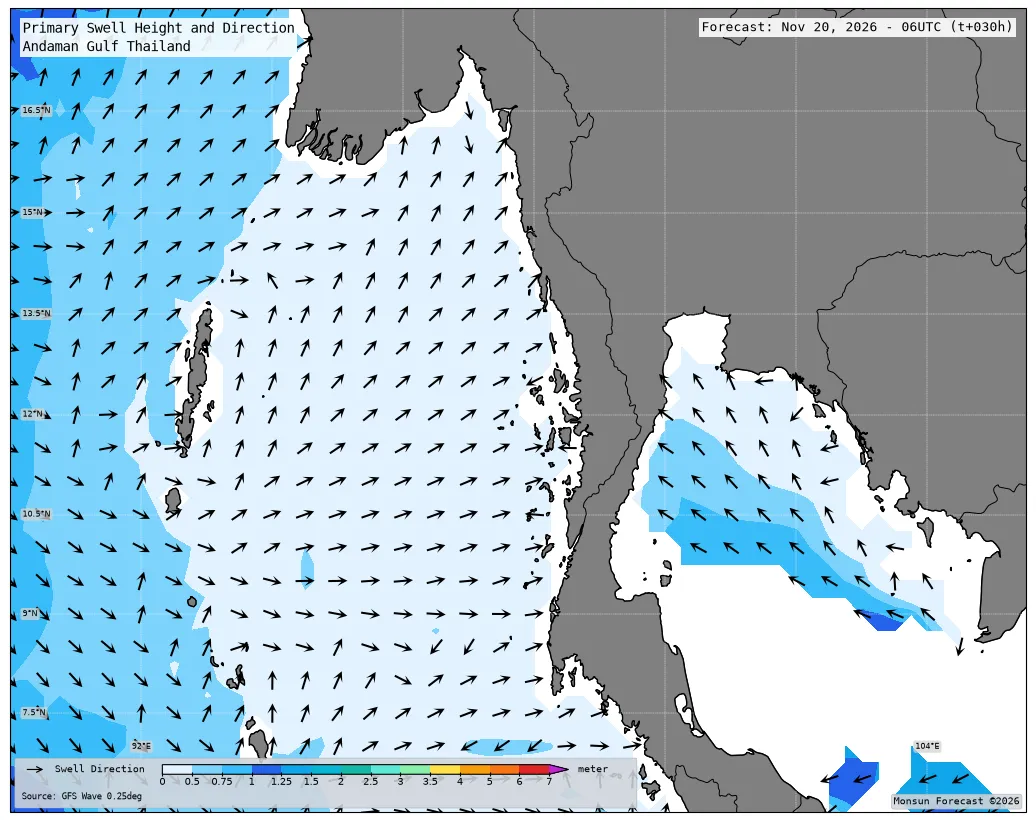 Primary Swell Height and Direction
Andaman Gulf Thailand
Forecast: Nov 20, 2026 - 06UTC (t+030h)
16.5°N
15°N
13.5°N
12°N
10.5°N
9°N
7.5°N
92°E
104°E
Swell Direction
0 0.5 0.75 1 1.25 1.5 2 2.5 3 3.5 4 5 6 7
meter
Source: GFS Wave 0.25deg
Monsun Forecast ©2026